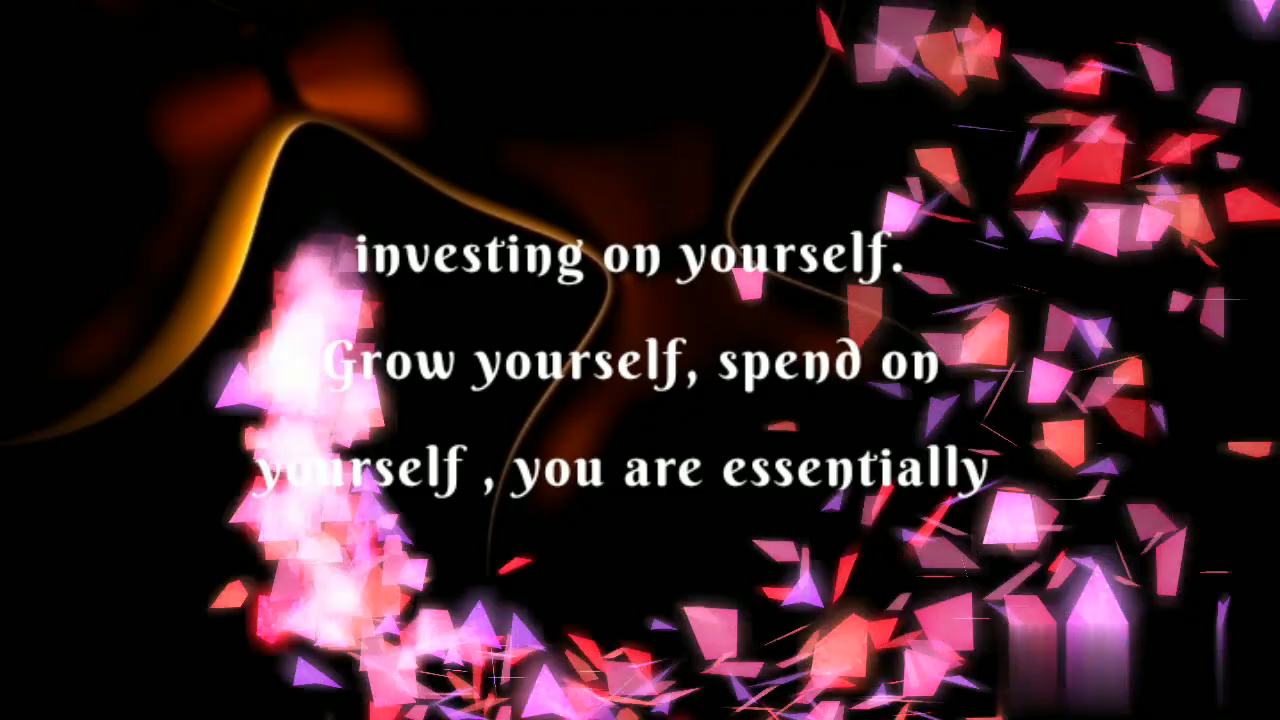 investing on yourself.
Grow yourself, spend on
yourself , you are essentially